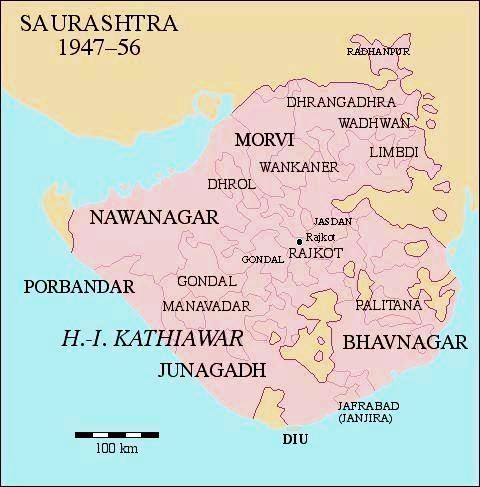 SAURASHTRA
1947–56
RADHANPUR
DHRANGADHRA
WADHWAN
MORVI
LIMBDI
WANKANER
DHROL
NAWANAGAR
JASDAN
Rajkot
RAJKOT
GONDAL
GONDAL
PORBANDAR
MANAVADAR
PALITANA
H.-I. KATHIAWAR
BHAVNAGAR
JUNAGADH
JAFRABAD
(JANJIRA)
DIU
100 km